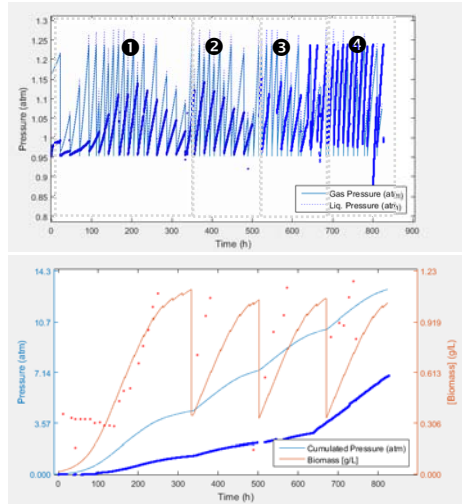 1.3
1.25
1.2
1.15
1.1
1.05
1
0.95
0.9
0.85
0.8
Pressure (atm)
❶ ❷ ❸ ❹
Gas Pressure (atm)
Liq. Pressure (atm)
0 100 200 300 400 500 600 700 800 900
Time (h)
14.3
10.7
7.14
3.57
0.000
Pressure (atm)
1.23
0.919
0.613
0.306
0.000
[Biomass] (g/L)
Cumulated Pressure (atm)
Biomass [g/L]
0 100 200 300 400 500 600 700 800
Time (h)